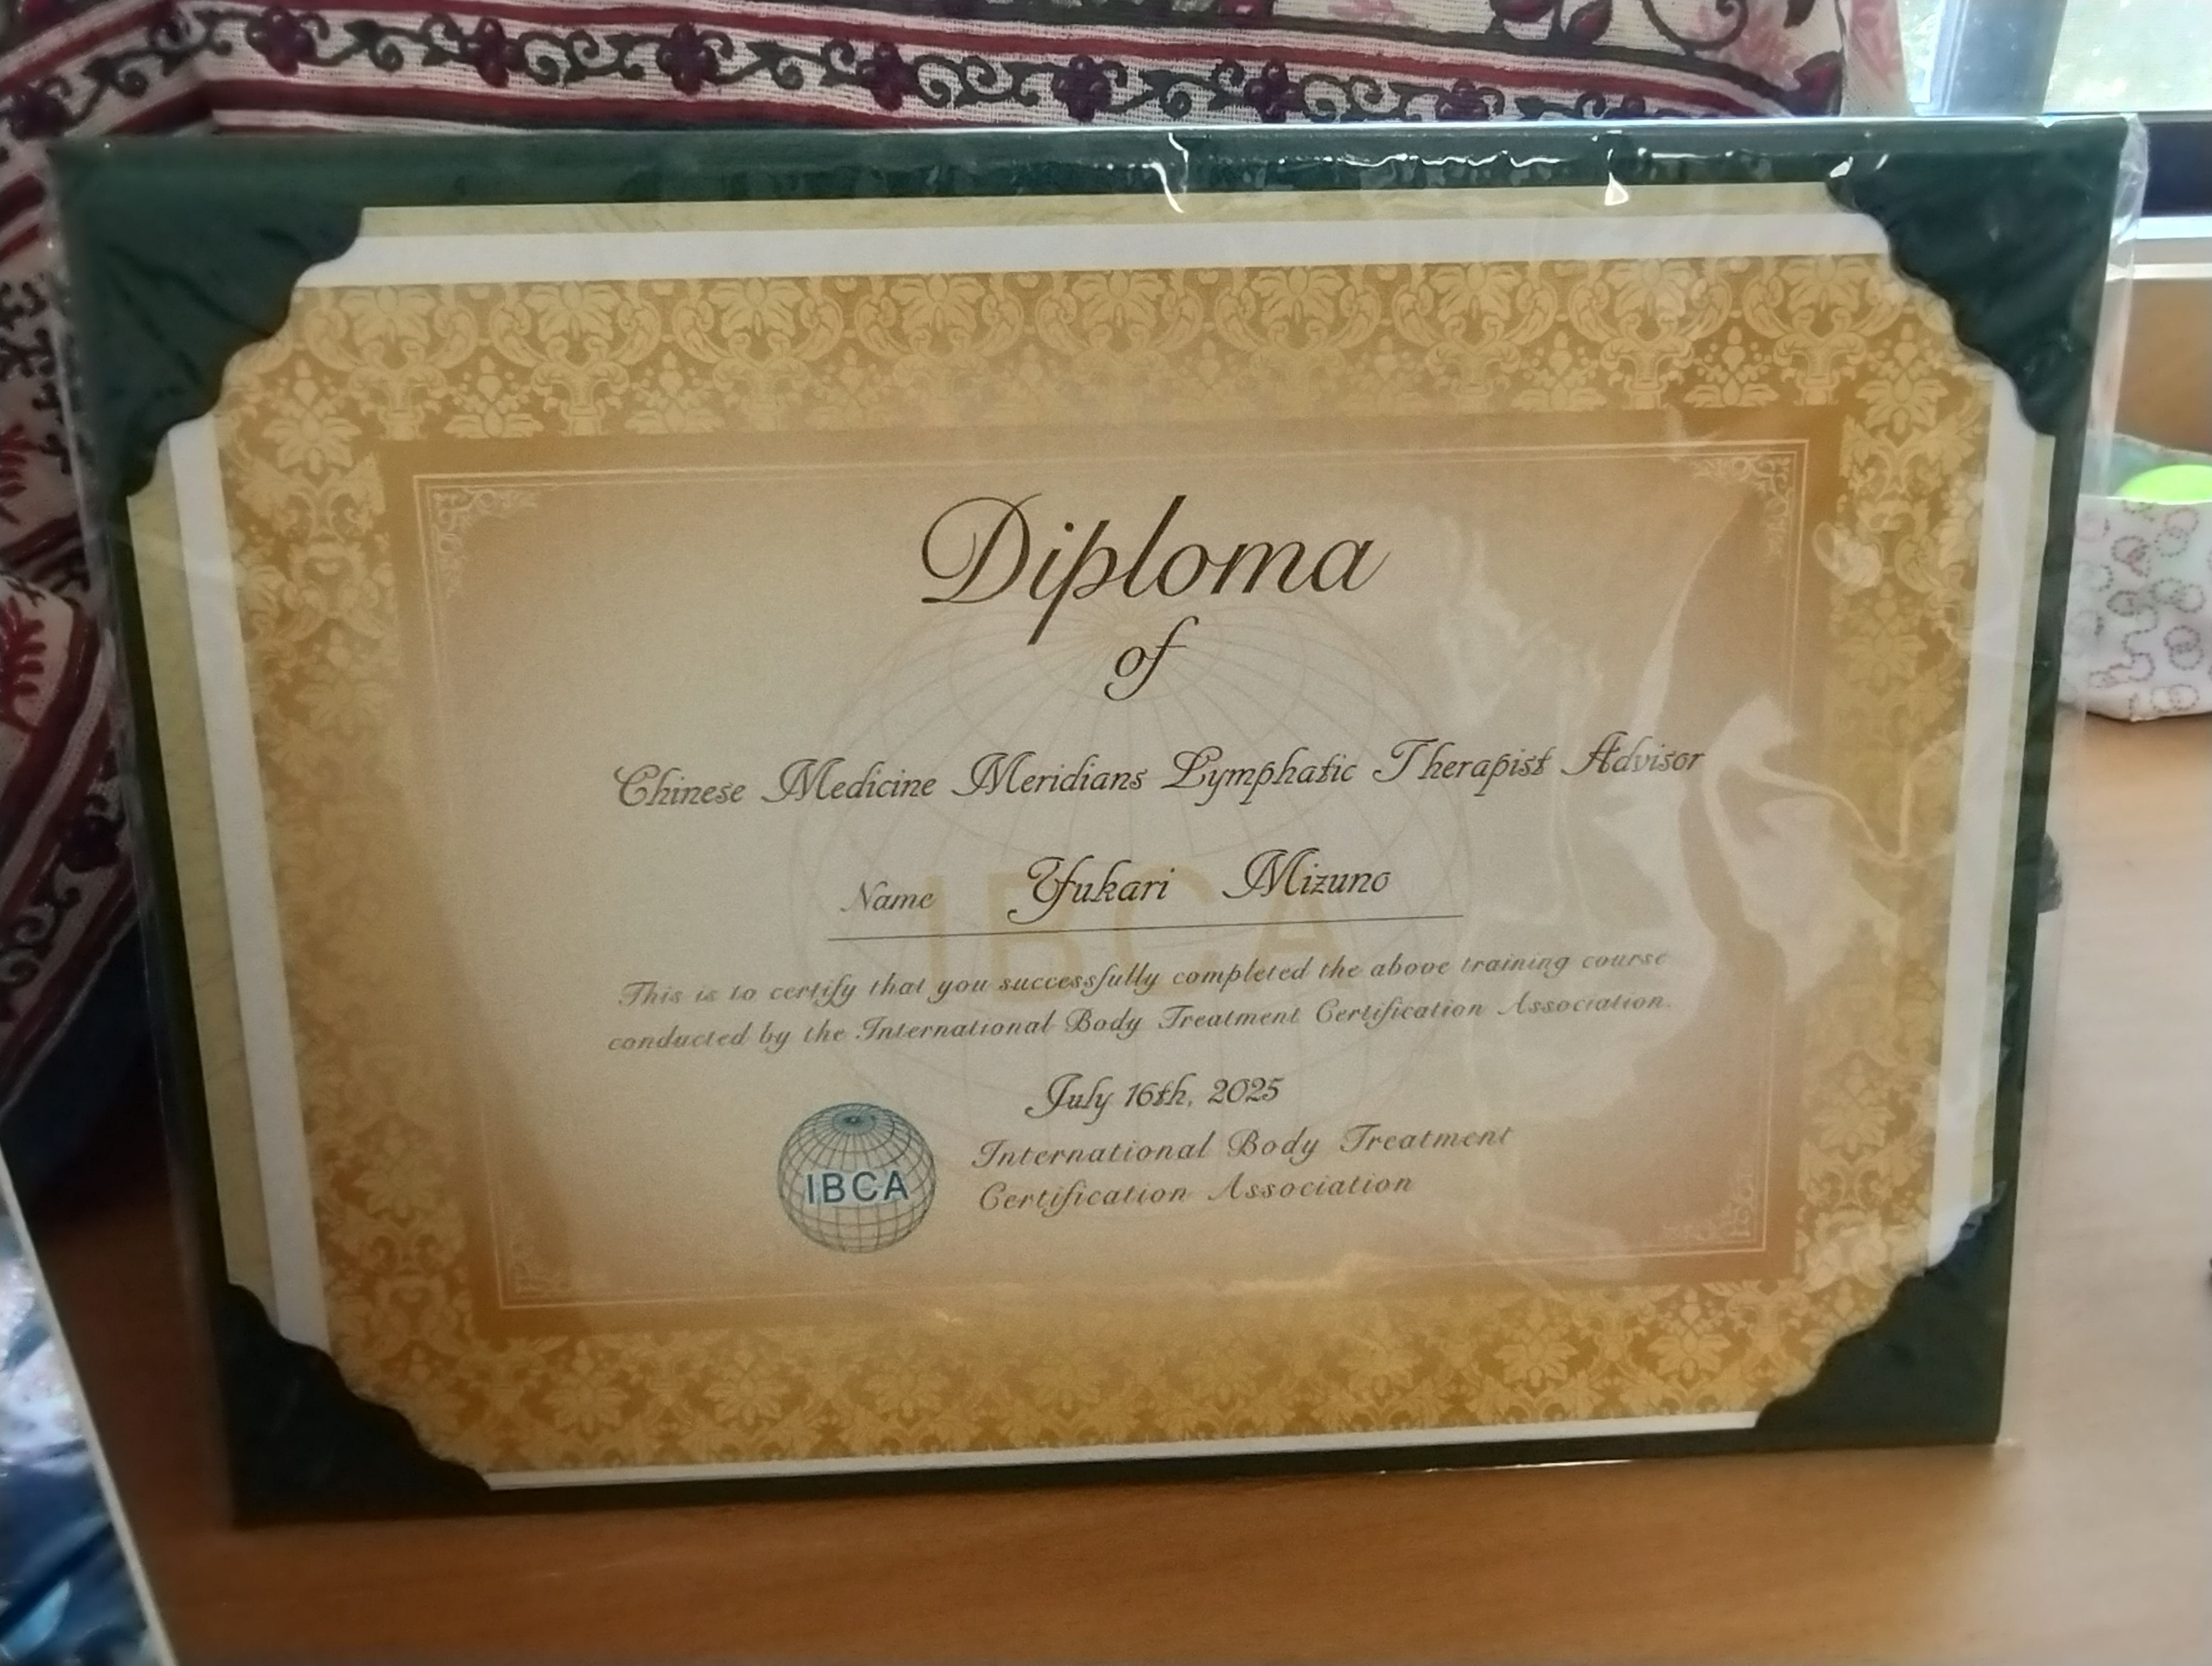 Diploma
of
Chinese Medicine Meridians Lymphatic Therapist Advisor
Name Yukari Mizuno
This is to certify that you successfully completed the above training course
conducted by the International Body Treatment Certification Association.
July 16th, 2025
IBCA
International Body Treatment
Certification Association
IBCA